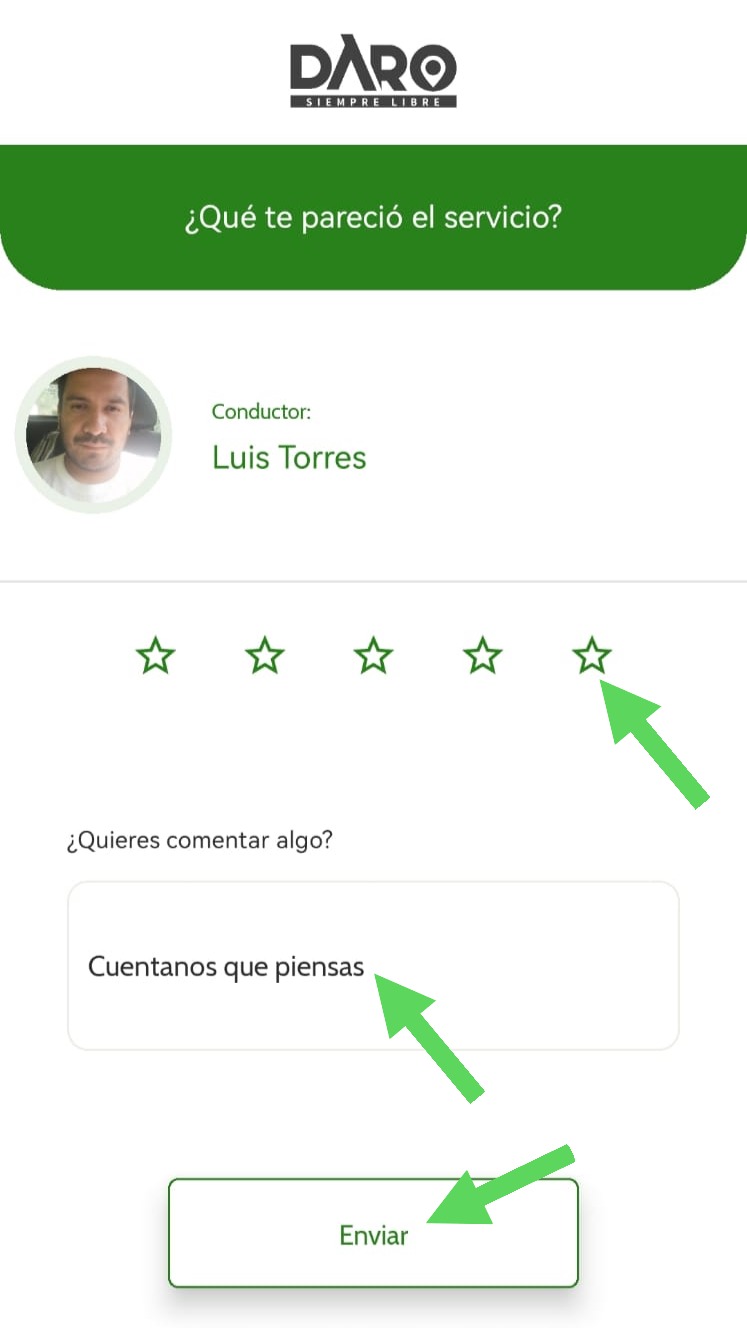 DARO
SIEMPRE LIBRE
¿Qué te pareció el servicio?
Conductor:
Luis Torres
¿Quieres comentar algo?
Cuentanos que piensas
Enviar